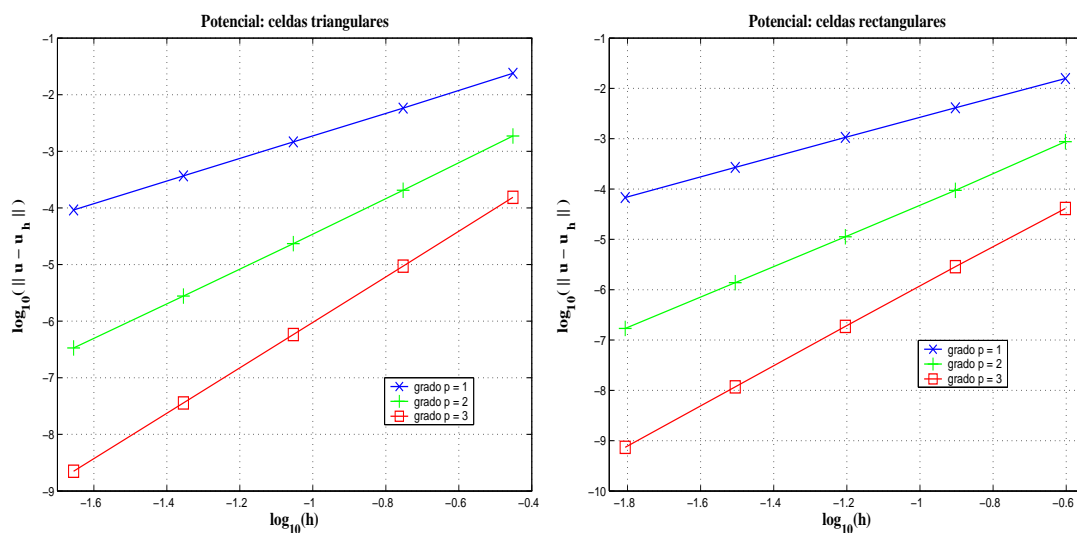 Potencial: celdas triangulares
−1
−2
−3
−4
−5
−6
−7
−8
−9
log10( || u − u h || )
grado p = 1
grado p = 2
grado p = 3
−1.6 −1.4 −1.2 −1 −0.8 −0.6 −0.4
log10(h)
Potencial: celdas rectangulares
−1
−2
−3
−4
−5
−6
−7
−8
−9
−10
log10( || u − u h || )
grado p = 1
grado p = 2
grado p = 3
−1.8 −1.6 −1.4 −1.2 −1 −0.8 −0.6
log10(h)